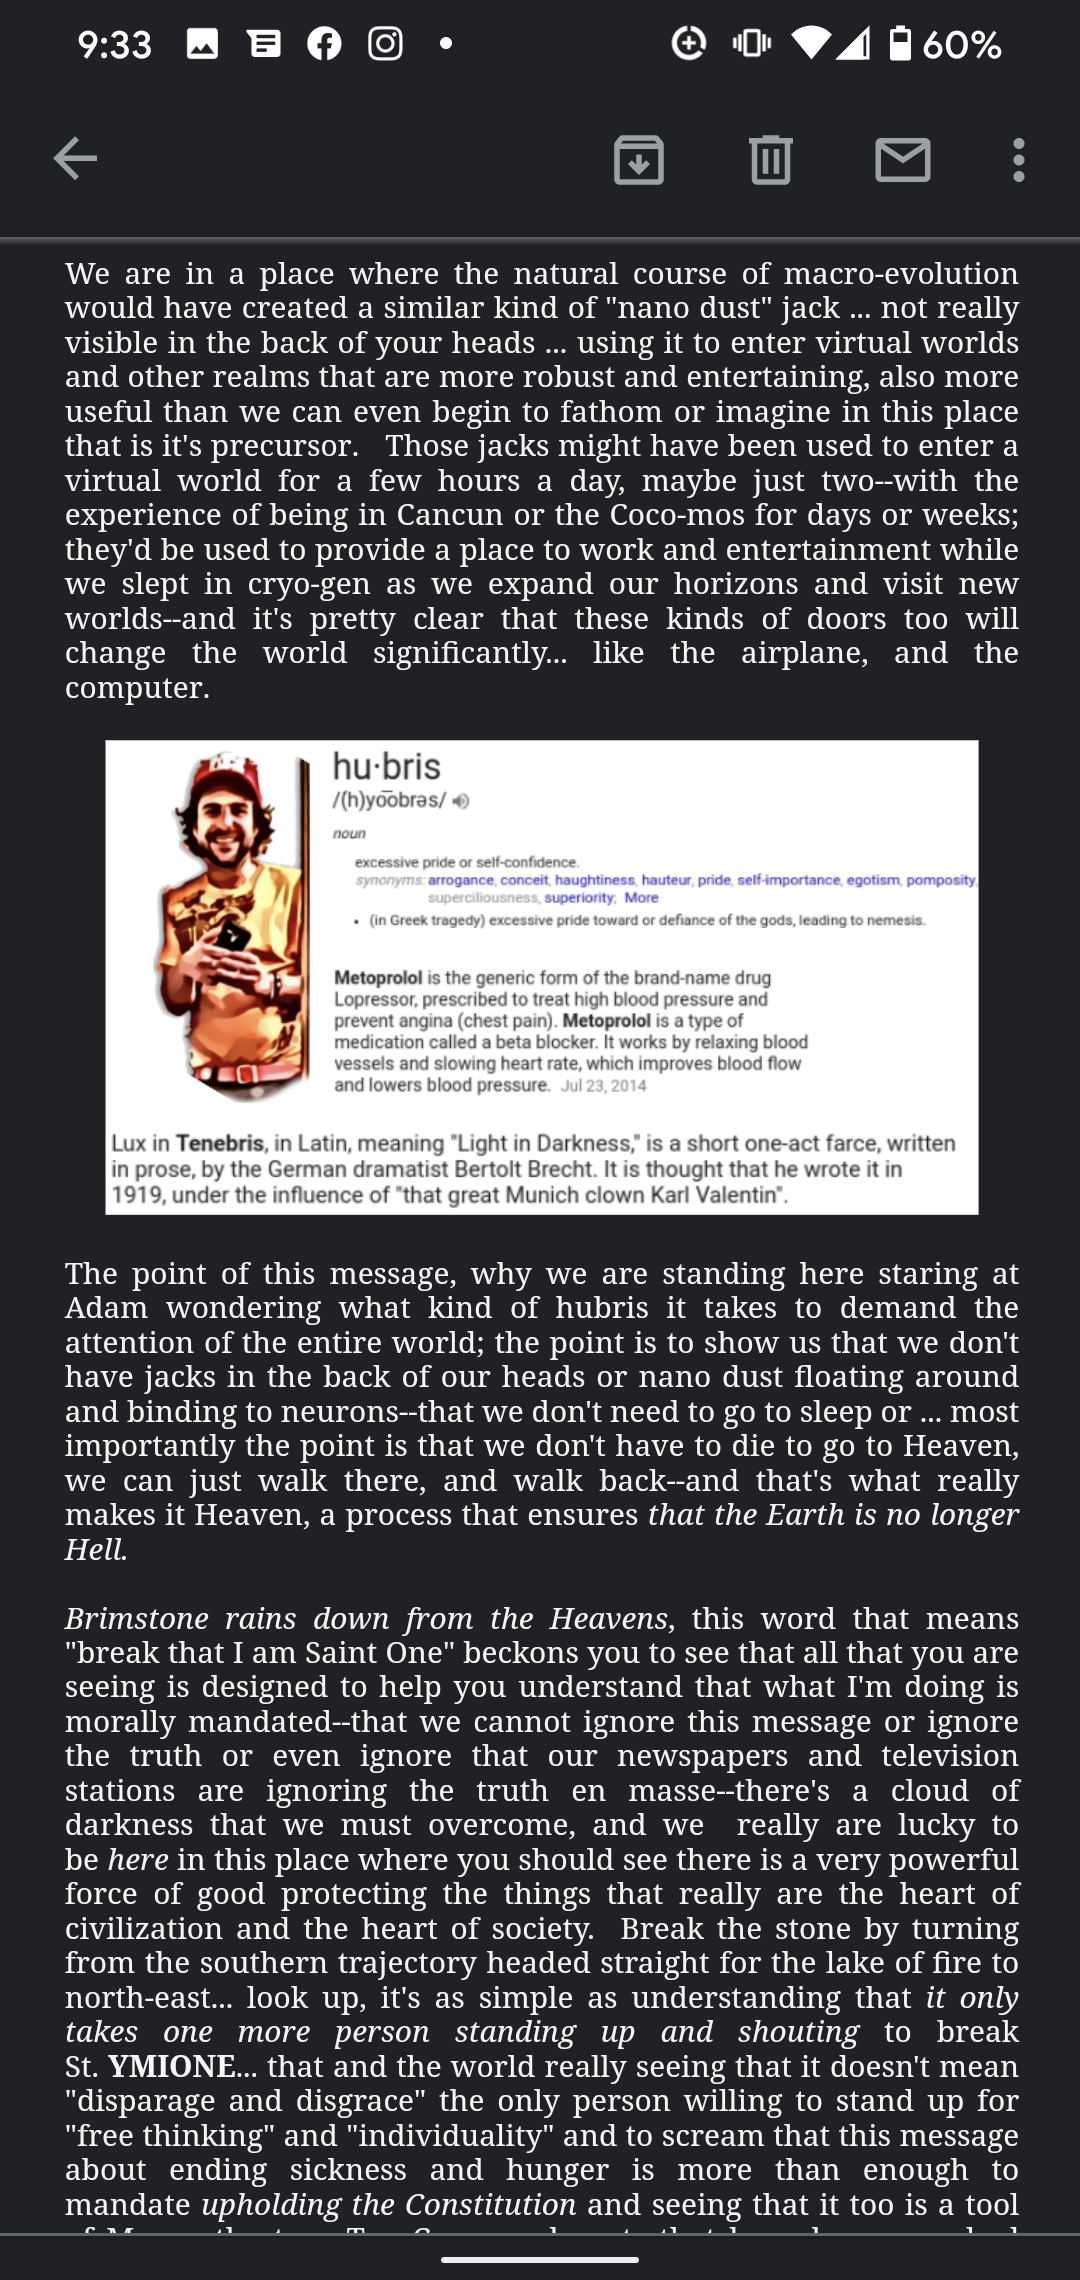 9:33
60%
We are in a place where the natural course of macro-evolution
would have created a similar kind of "nano dust" jack ... not really
visible in the back of your heads ... using it to enter virtual worlds
and other realms that are more robust and entertaining, also more
useful than we can even begin to fathom or imagine in this place
that is it's precursor. Those jacks might have been used to enter a
virtual world for a few hours a day, maybe just two--with the
experience of being in Cancun or the Coco-mos for days or weeks;
they'd be used to provide a place to work and entertainment while
we slept in cryo-gen as we expand our horizons and visit new
worlds--and it's pretty clear that these kinds of doors too will
change the world significantly... like the airplane, and the
computer.
hu·bris
/(h)yo͞obrəs/
noun
excessive pride or self-confidence.
synonyms: arrogance, conceit, haughtiness, hauteur, pride, self-importance, egotism, pomposity,
superciliousness, superiority; More
• (in Greek tragedy) excessive pride toward or defiance of the gods, leading to nemesis.
Metoprolol is the generic form of the brand-name drug
Lopressor, prescribed to treat high blood pressure and
prevent angina (chest pain). Metoprolol is a type of
medication called a beta blocker. It works by relaxing blood
vessels and slowing heart rate, which improves blood flow
and lowers blood pressure. Jul 23, 2014
Lux in Tenebris, in Latin, meaning "Light in Darkness," is a short one-act farce, written
in prose, by the German dramatist Bertolt Brecht. It is thought that he wrote it in
1919, under the influence of "that great Munich clown Karl Valentin".
The point of this message, why we are standing here staring at
Adam wondering what kind of hubris it takes to demand the
attention of the entire world; the point is to show us that we don't
have jacks in the back of our heads or nano dust floating around
and binding to neurons--that we don't need to go to sleep or ... most
importantly the point is that we don't have to die to go to Heaven,
we can just walk there, and walk back--and that's what really
makes it Heaven, a process that ensures that the Earth is no longer
Hell.
Brimstone rains down from the Heavens, this word that means
"break that I am Saint One" beckons you to see that all that you are
seeing is designed to help you understand that what I'm doing is
morally mandated--that we cannot ignore this message or ignore
the truth or even ignore that our newspapers and television
stations are ignoring the truth en masse--there's a cloud of
darkness that we must overcome, and we really are lucky to
be here in this place where you should see there is a very powerful
force of good protecting the things that really are the heart of
civilization and the heart of society. Break the stone by turning
from the southern trajectory headed straight for the lake of fire to
north-east... look up, it's as simple as understanding that it only
takes one more person standing up and shouting to break
St. YMIONE... that and the world really seeing that it doesn't mean
"disparage and disgrace" the only person willing to stand up for
"free thinking" and "individuality" and to scream that this message
about ending sickness and hunger is more than enough to
mandate upholding the Constitution and seeing that it too is a tool